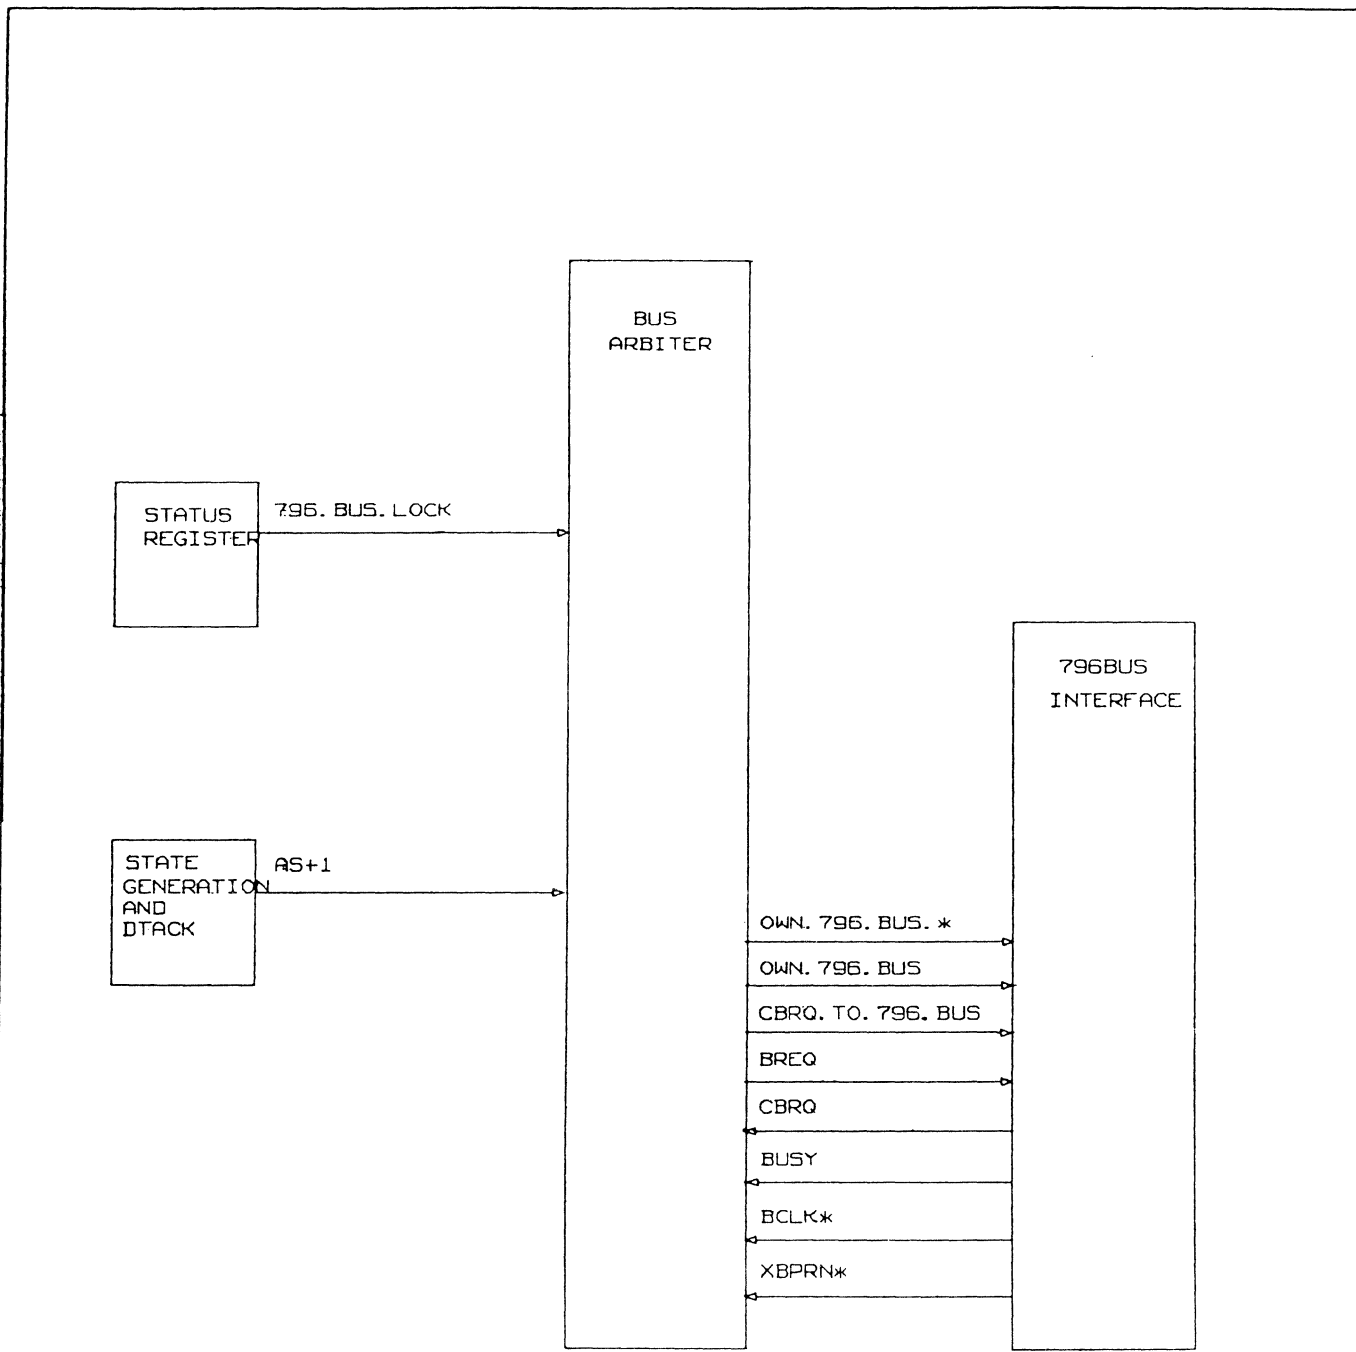 BUS
ARBITER
STATUS
REGISTER
796.BUS.LOCK
796BUS
INTERFACE
STATE
GENERATION
AND
DTACK
AS+1
OWN.796.BUS.*
OWN.796.BUS
CBRQ.TO.796.BUS
BREQ
CBRQ
BUSY
BCLK*
XBPRN*